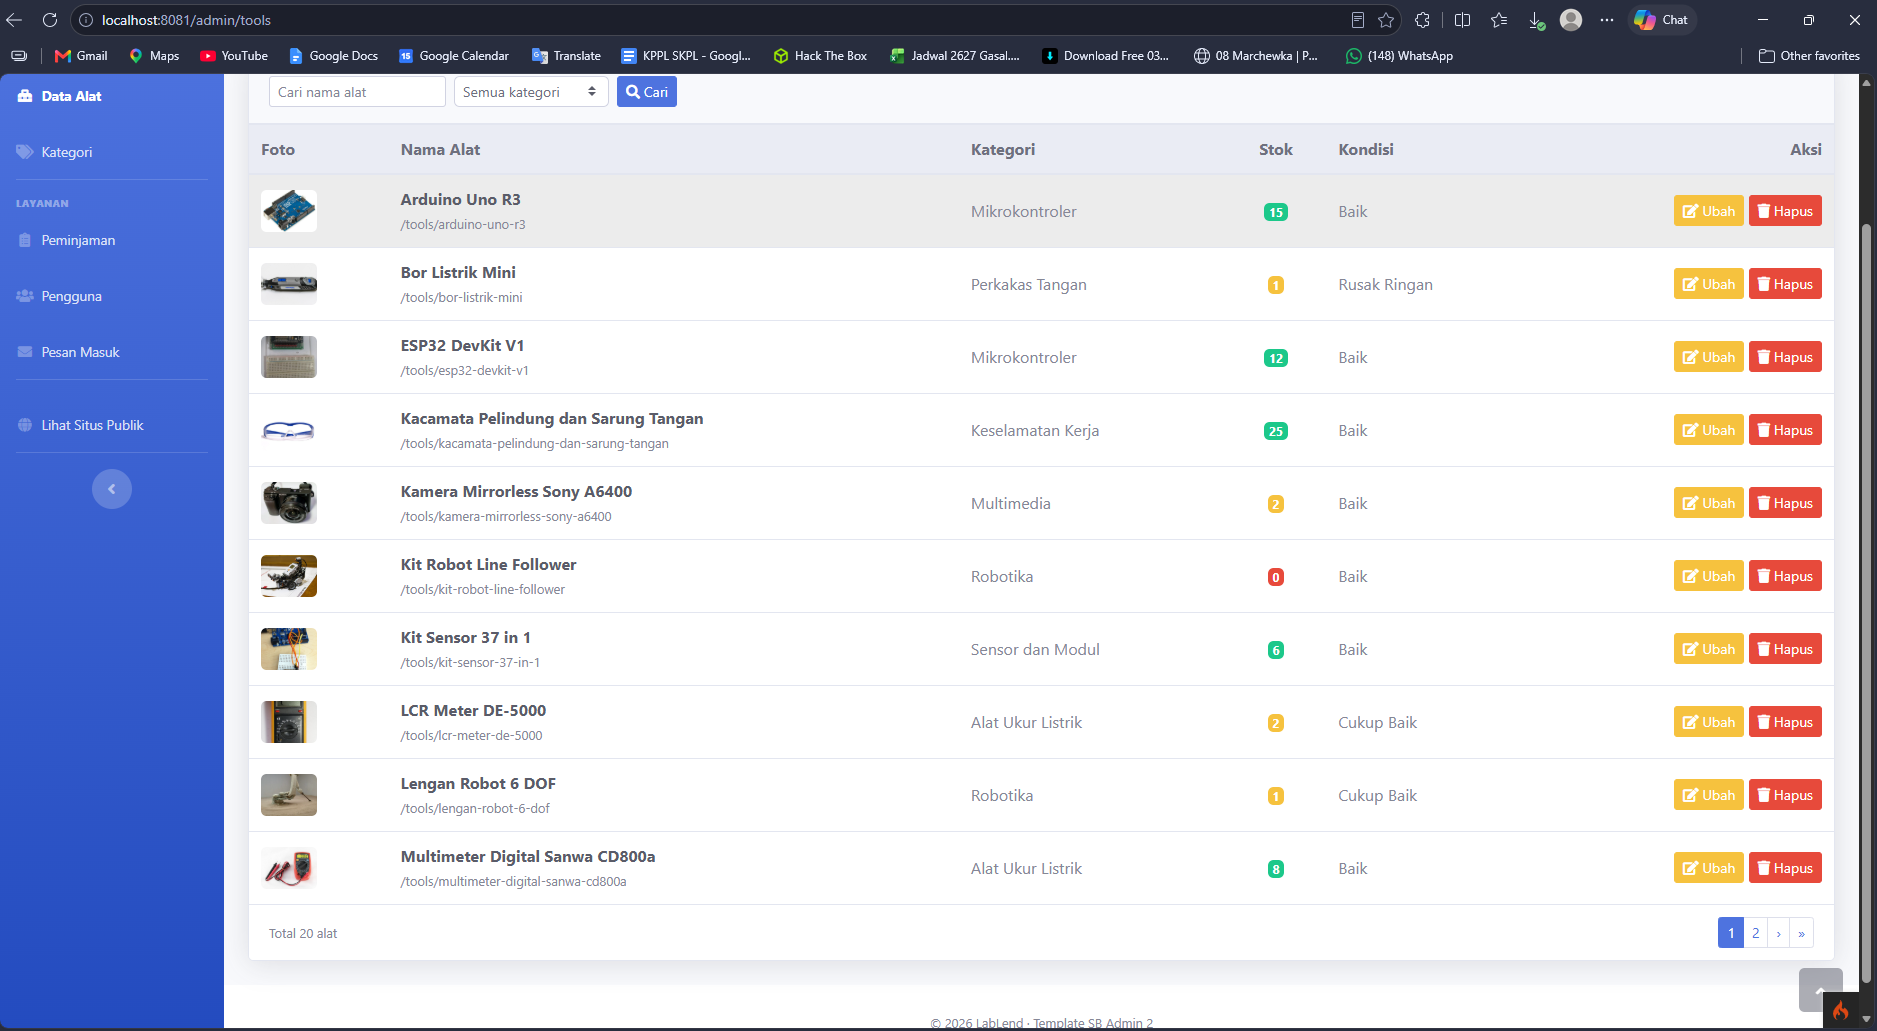 localhost:8081/admin/tools
Chat
Gmail
Maps
YouTube
Google Docs
15 Google Calendar
Translate
KPPL SKPL - Googl...
Hack The Box
Jadwal 2627 Gasal....
Download Free 03...
08 Marchewka | P...
(148) WhatsApp
Other favorites
Data Alat
Kategori
LAYANAN
Peminjaman
Pengguna
Pesan Masuk
Lihat Situs Publik
Cari nama alat
Semua kategori
Cari
Foto Nama Alat Kategori Stok Kondisi Aksi
Arduino Uno R3
/tools/arduino-uno-r3
Mikrokontroler 15 Baik Ubah Hapus
Bor Listrik Mini
/tools/bor-listrik-mini
Perkakas Tangan 1 Rusak Ringan Ubah Hapus
ESP32 DevKit V1
/tools/esp32-devkit-v1
Mikrokontroler 12 Baik Ubah Hapus
Kacamata Pelindung dan Sarung Tangan
/tools/kacamata-pelindung-dan-sarung-tangan
Keselamatan Kerja 25 Baik Ubah Hapus
Kamera Mirrorless Sony A6400
/tools/kamera-mirrorless-sony-a6400
Multimedia 2 Baik Ubah Hapus
Kit Robot Line Follower
/tools/kit-robot-line-follower
Robotika 0 Baik Ubah Hapus
Kit Sensor 37 in 1
/tools/kit-sensor-37-in-1
Sensor dan Modul 6 Baik Ubah Hapus
LCR Meter DE-5000
/tools/lcr-meter-de-5000
Alat Ukur Listrik 2 Cukup Baik Ubah Hapus
Lengan Robot 6 DOF
/tools/lengan-robot-6-dof
Robotika 1 Cukup Baik Ubah Hapus
Multimeter Digital Sanwa CD800a
/tools/multimeter-digital-sanwa-cd800a
Alat Ukur Listrik 8 Baik Ubah Hapus
Total 20 alat
1 2 › »
© 2026 LabLend · Template SB Admin 2